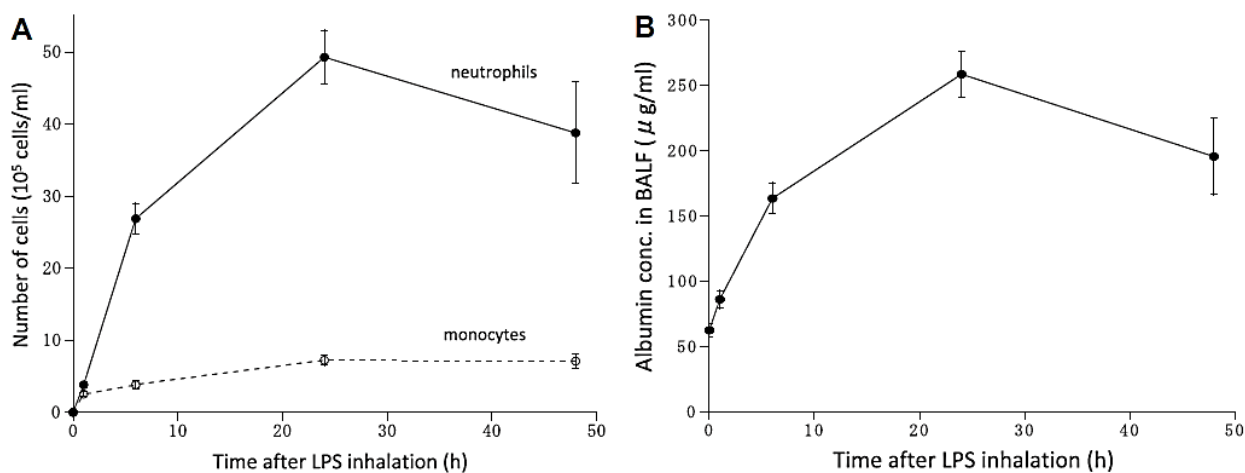 A
Number of cells (10⁵ cells/ml)
50
40
30
20
10
0
neutrophils
monocytes
0 10 20 30 40 50
Time after LPS inhalation (h)
B
Albumin conc. in BALF ( μ g/ml)
300
250
200
150
100
50
0
0 10 20 30 40 50
Time after LPS inhalation (h)